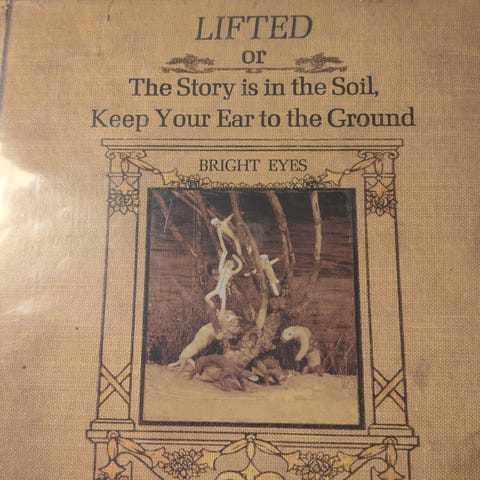 LIFTED
or
The Story is in the Soil,
Keep Your Ear to the Ground
BRIGHT EYES